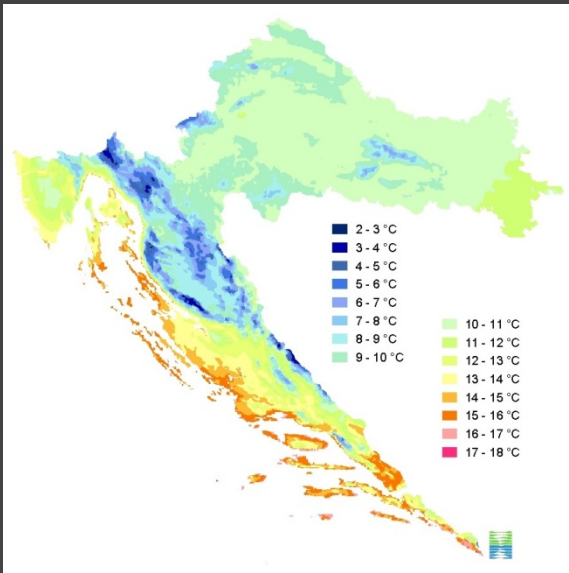 2 - 3 °C
3 - 4 °C
4 - 5 °C
5 - 6 °C
6 - 7 °C
7 - 8 °C
8 - 9 °C
9 - 10 °C
10 - 11 °C
11 - 12 °C
12 - 13 °C
13 - 14 °C
14 - 15 °C
15 - 16 °C
16 - 17 °C
17 - 18 °C